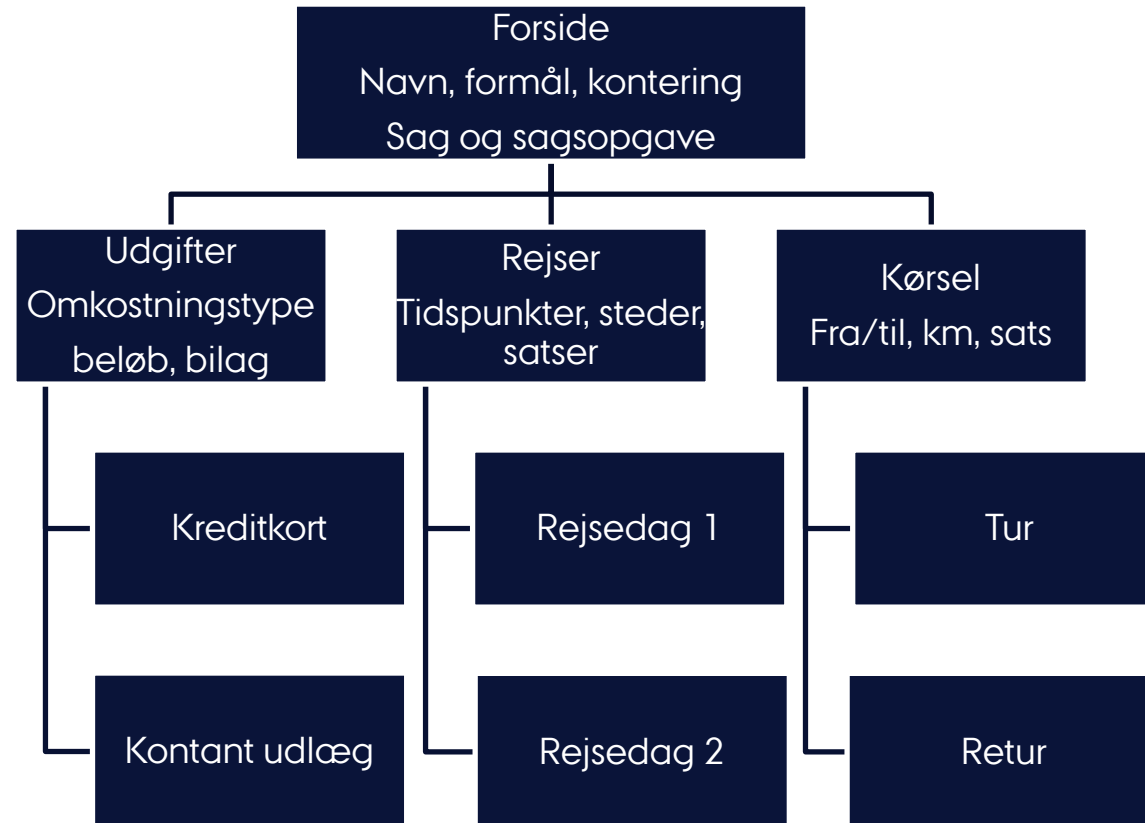 Forside
Navn, formål, kontering
Sag og sagsopgave
Udgifter
Omkostningstype
beløb, bilag
Rejser
Tidspunkter, steder,
satser
Kørsel
Fra/til, km, sats
Kreditkort
Rejsedag 1
Tur
Kontant udlæg
Rejsedag 2
Retur